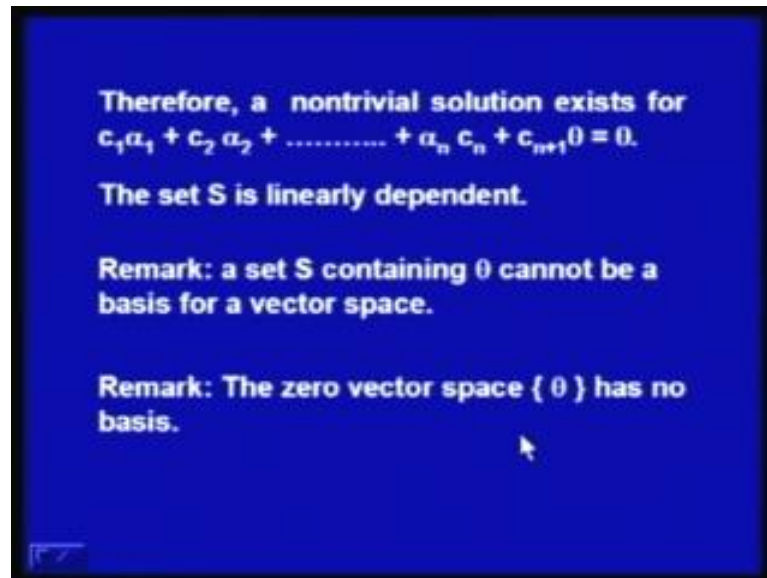 Therefore, a nontrivial solution exists for
c₁α₁ + c₂ α₂ + ........... + αₙ cₙ + cₙ₊₁θ = θ.
The set S is linearly dependent.
Remark: a set S containing θ cannot be a
basis for a vector space.
Remark: The zero vector space { θ } has no
basis.